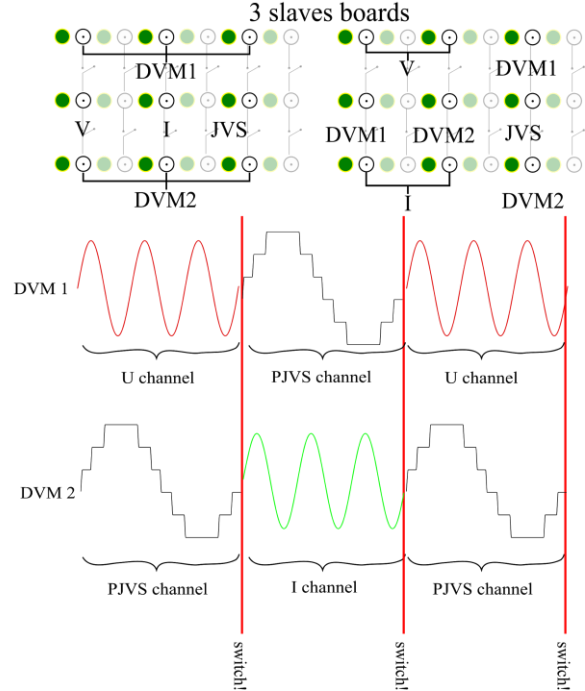 3 slaves boards
DVM1
V
DVM1
V
I
JVS
DVM1
DVM2
JVS
DVM2
I
DVM2
DVM 1
U channel
PJVS channel
U channel
DVM 2
PJVS channel
I channel
PJVS channel
switch!
switch!
switch!